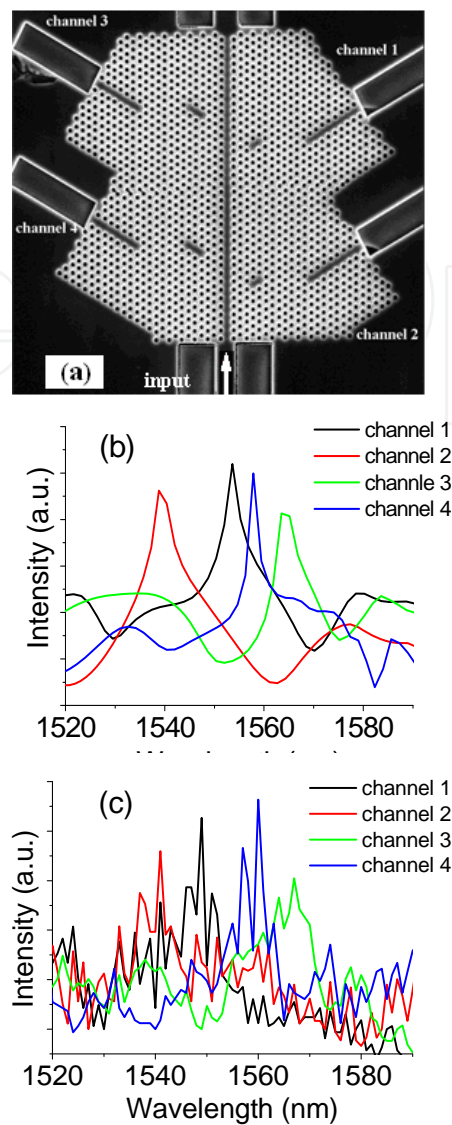 channel 3
channel 1
channel 4
channel 2
(a)
input
(b)
channel 1
channel 2
channle 3
channel 4
Intensity (a.u.)
1520 1540 1560 1580
(c)
channel 1
channel 2
channel 3
channel 4
Intensity (a.u.)
1520 1540 1560 1580
Wavelength (nm)